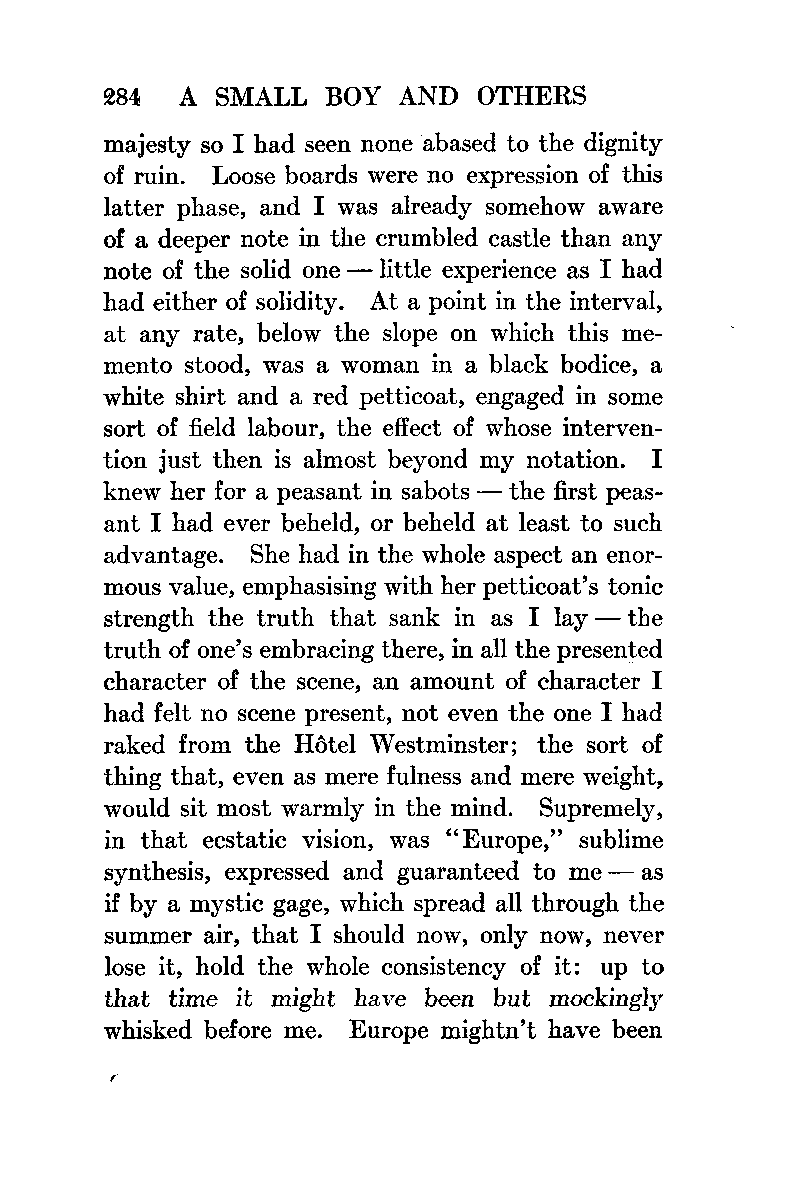 284 A SMALL BOY AND OTHERS
majesty so I had seen none abased to the dignity
of ruin. Loose boards were no expression of this
latter phase, and I was already somehow aware
of a deeper note in the crumbled castle than any
note of the solid one — little experience as I had
had either of solidity. At a point in the interval,
at any rate, below the slope on which this me-
mento stood, was a woman in a black bodice, a
white shirt and a red petticoat, engaged in some
sort of field labour, the effect of whose interven-
tion just then is almost beyond my notation. I
knew her for a peasant in sabots — the first peas-
ant I had ever beheld, or beheld at least to such
advantage. She had in the whole aspect an enor-
mous value, emphasising with her petticoat's tonic
strength the truth that sank in as I lay — the
truth of one's embracing there, in all the presented
character of the scene, an amount of character I
had felt no scene present, not even the one I had
raked from the Hôtel Westminster; the sort of
thing that, even as mere fulness and mere weight,
would sit most warmly in the mind. Supremely,
in that ecstatic vision, was "Europe," sublime
synthesis, expressed and guaranteed to me — as
if by a mystic gage, which spread all through the
summer air, that I should now, only now, never
lose it, hold the whole consistency of it: up to
that time it might have been but mockingly
whisked before me. Europe mightn't have been